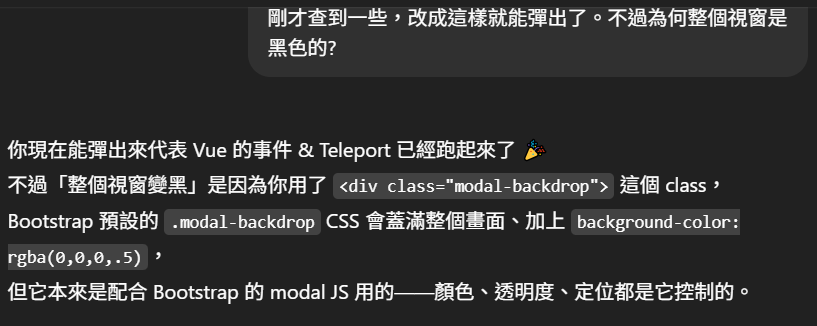 剛才查到一些，改成這樣就能彈出了。不過為何整個視窗是
黑色的?
你現在能彈出來代表 Vue 的事件 & Teleport 已經跑起來了 🎉
不過「整個視窗變黑」是因為你用了 <div class="modal-backdrop"> 這個 class，
Bootstrap 預設的 .modal-backdrop CSS 會蓋滿整個畫面、加上 background-color:
rgba(0,0,0,.5)，
但它本來是配合 Bootstrap 的 modal JS 用的——顏色、透明度、定位都是它控制的。